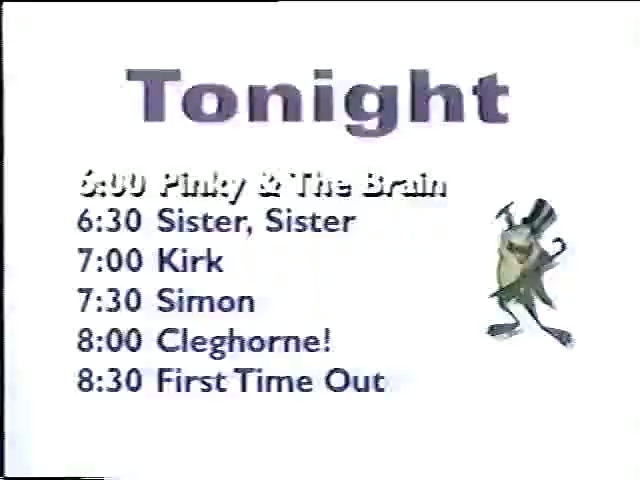 Tonight
6:00 Pinky & The Brain
6:30 Sister, Sister
7:00 Kirk
7:30 Simon
8:00 Cleghorne!
8:30 First Time Out